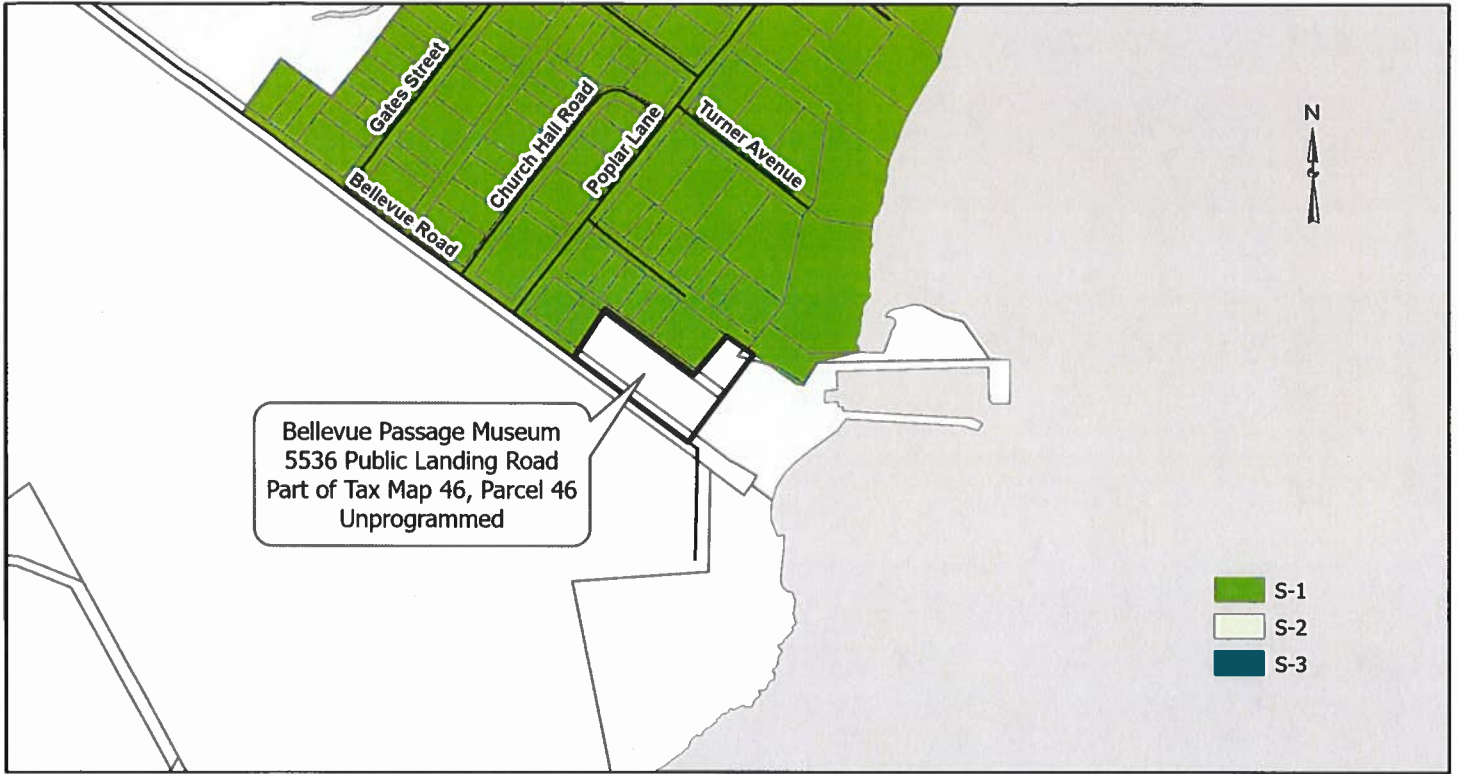 Gates Street
Church Hall Road
Poplar Lane
Turner Avenue
Bellevue Road
N
Bellevue Passage Museum
5536 Public Landing Road
Part of Tax Map 46, Parcel 46
Unprogrammed
S-1
S-2
S-3